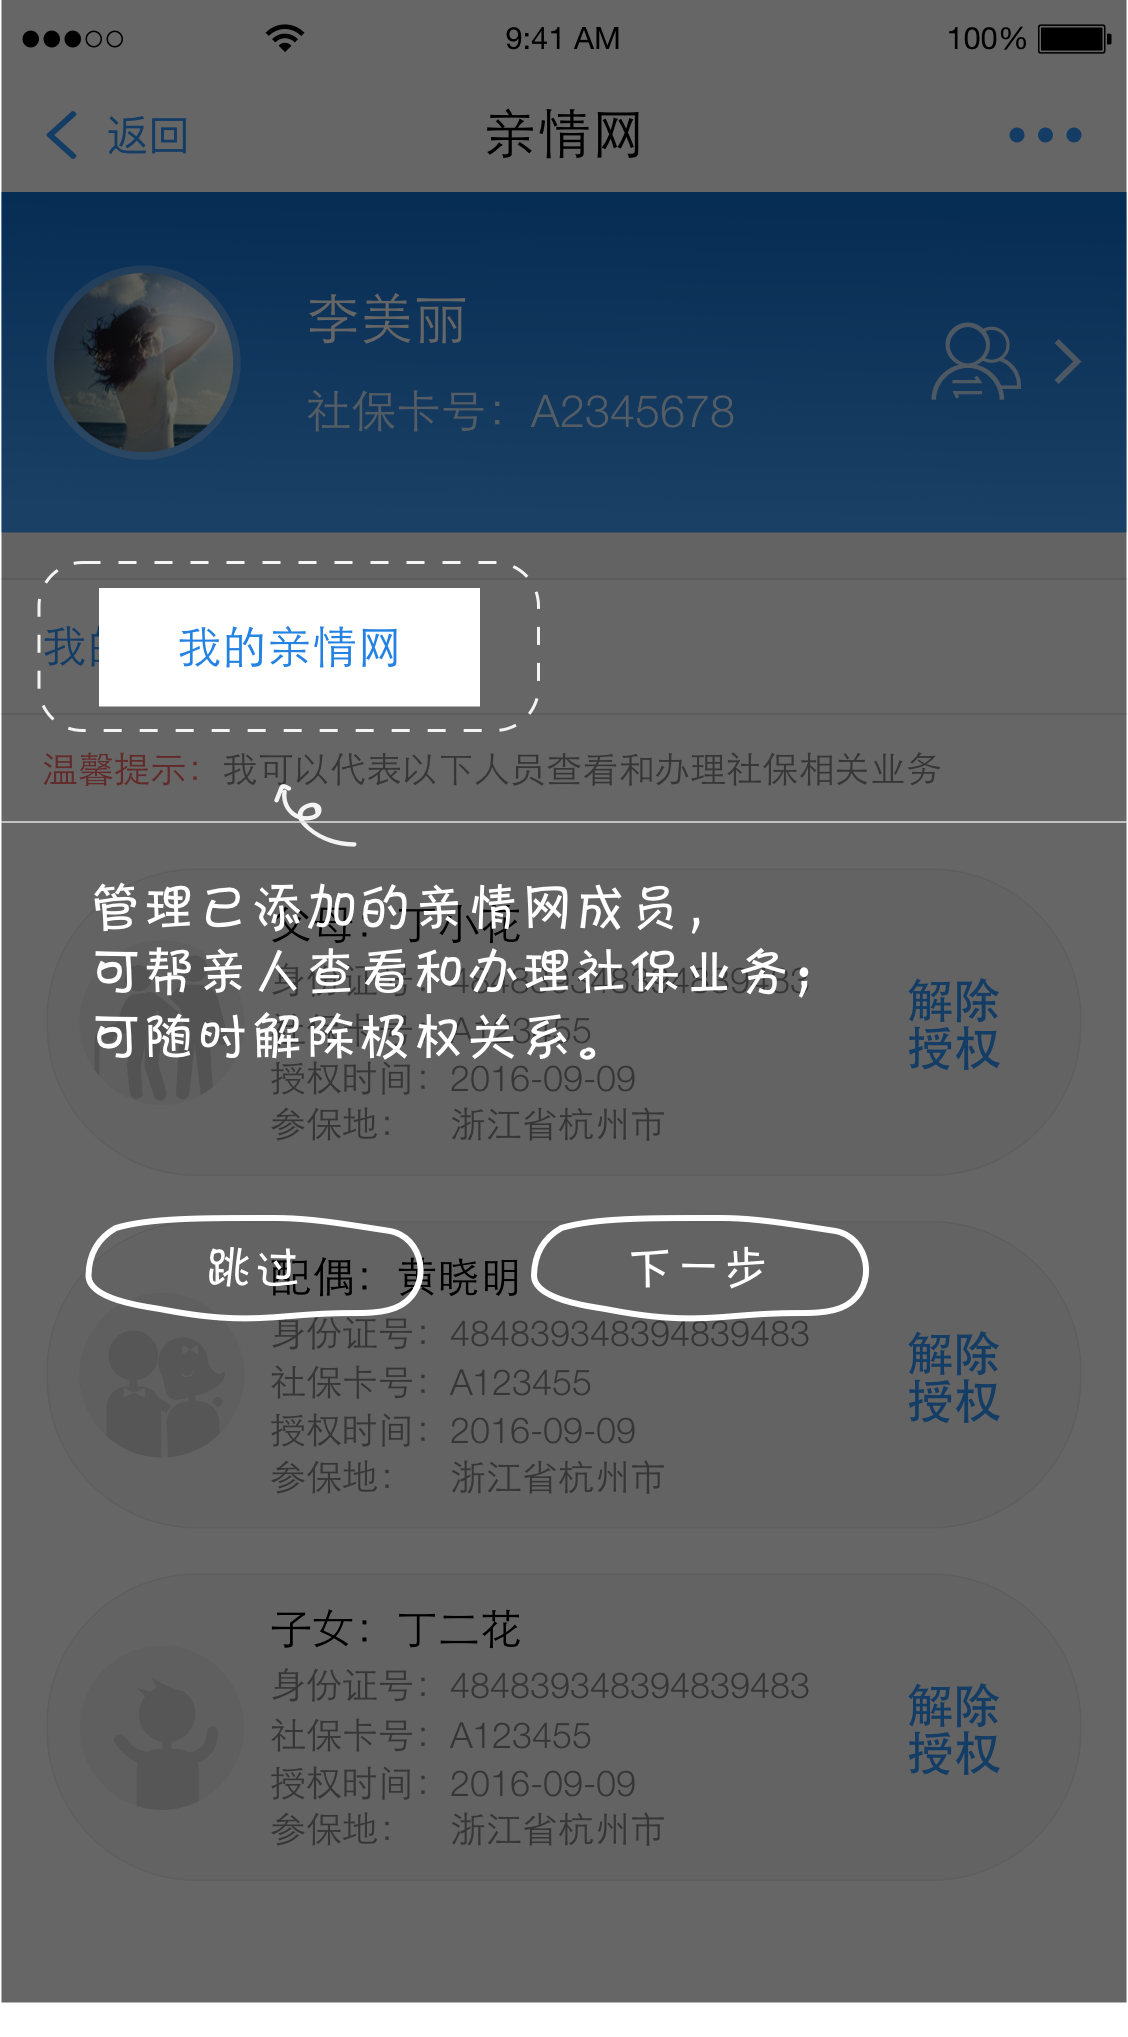 9:41 AM
100%
返回
亲情网
李美丽
社保卡号：A2345678
我的
我的亲情网
温馨提示：我可以代表以下人员查看和办理社保相关业务
管理已添加的亲情网成员，
可帮亲人查看和办理社保业务；
可随时解除极权关系。
父母：丁小花
身份证号：484839348394839483
社保卡号：A123455
授权时间：2016-09-09
参保地：浙江省杭州市
解除
授权
跳过
下一步
配偶：黄晓明
身份证号：484839348394839483
社保卡号：A123455
授权时间：2016-09-09
参保地：浙江省杭州市
解除
授权
子女：丁二花
身份证号：484839348394839483
社保卡号：A123455
授权时间：2016-09-09
参保地：浙江省杭州市
解除
授权